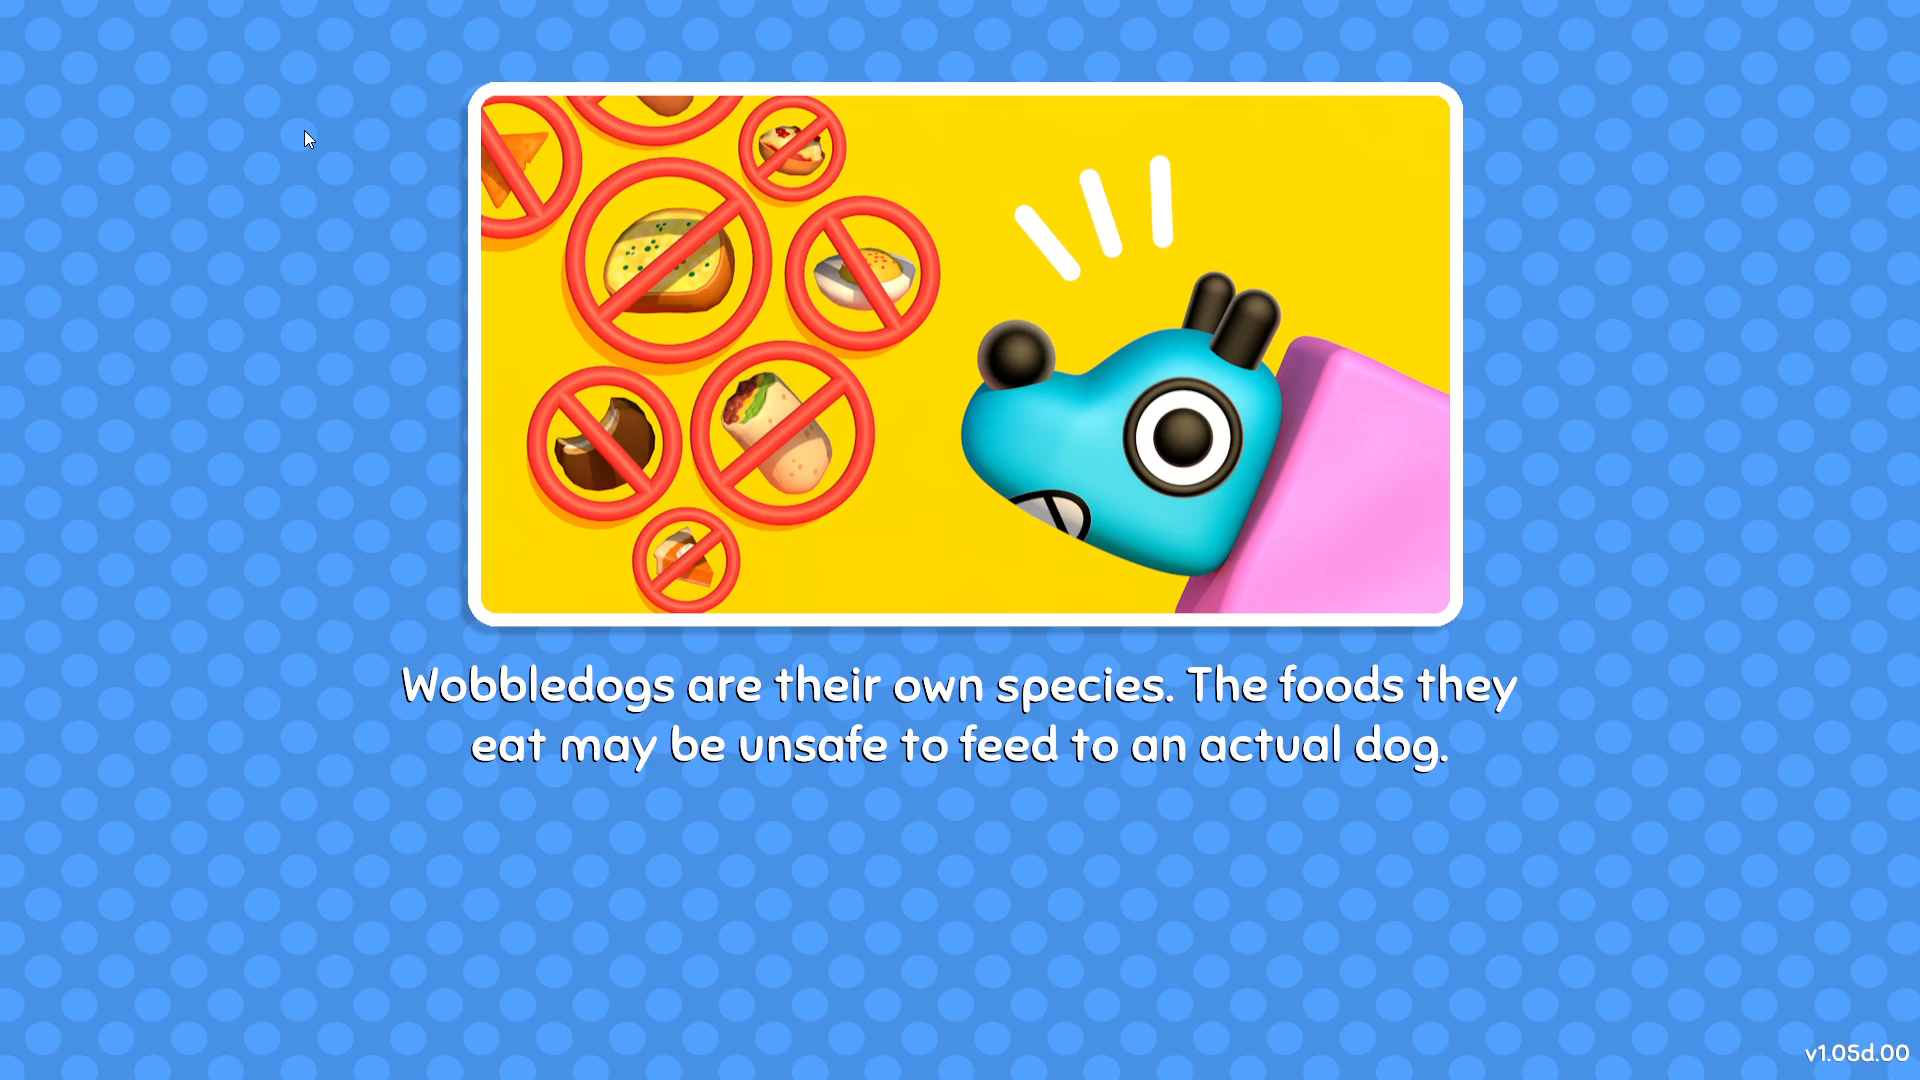 Wobbledogs are their own species. The foods they
eat may be unsafe to feed to an actual dog.
v1.05d.00